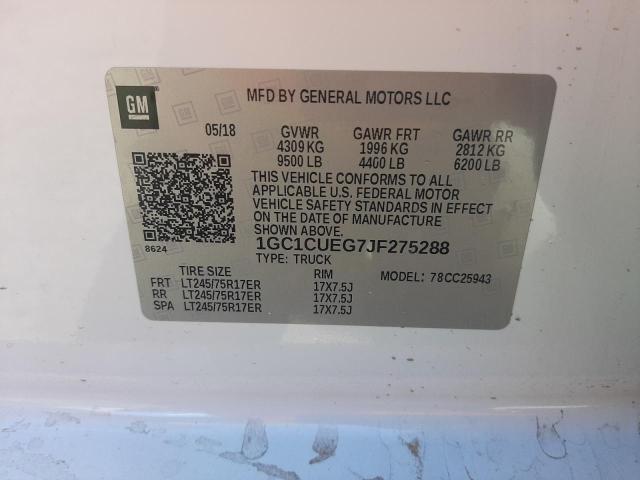 GM
MFD BY GENERAL MOTORS LLC
05/18 GVWR GAWR FRT GAWR RR
4309 KG 1996 KG 2812 KG
9500 LB 4400 LB 6200 LB
THIS VEHICLE CONFORMS TO ALL
APPLICABLE U.S. FEDERAL MOTOR
VEHICLE SAFETY STANDARDS IN EFFECT
ON THE DATE OF MANUFACTURE
SHOWN ABOVE.
8624
1GC1CUEG7JF275288
TYPE: TRUCK
TIRE SIZE RIM MODEL: 78CC25943
FRT LT245/75R17ER 17X7.5J
RR LT245/75R17ER 17X7.5J
SPA LT245/75R17ER 17X7.5J